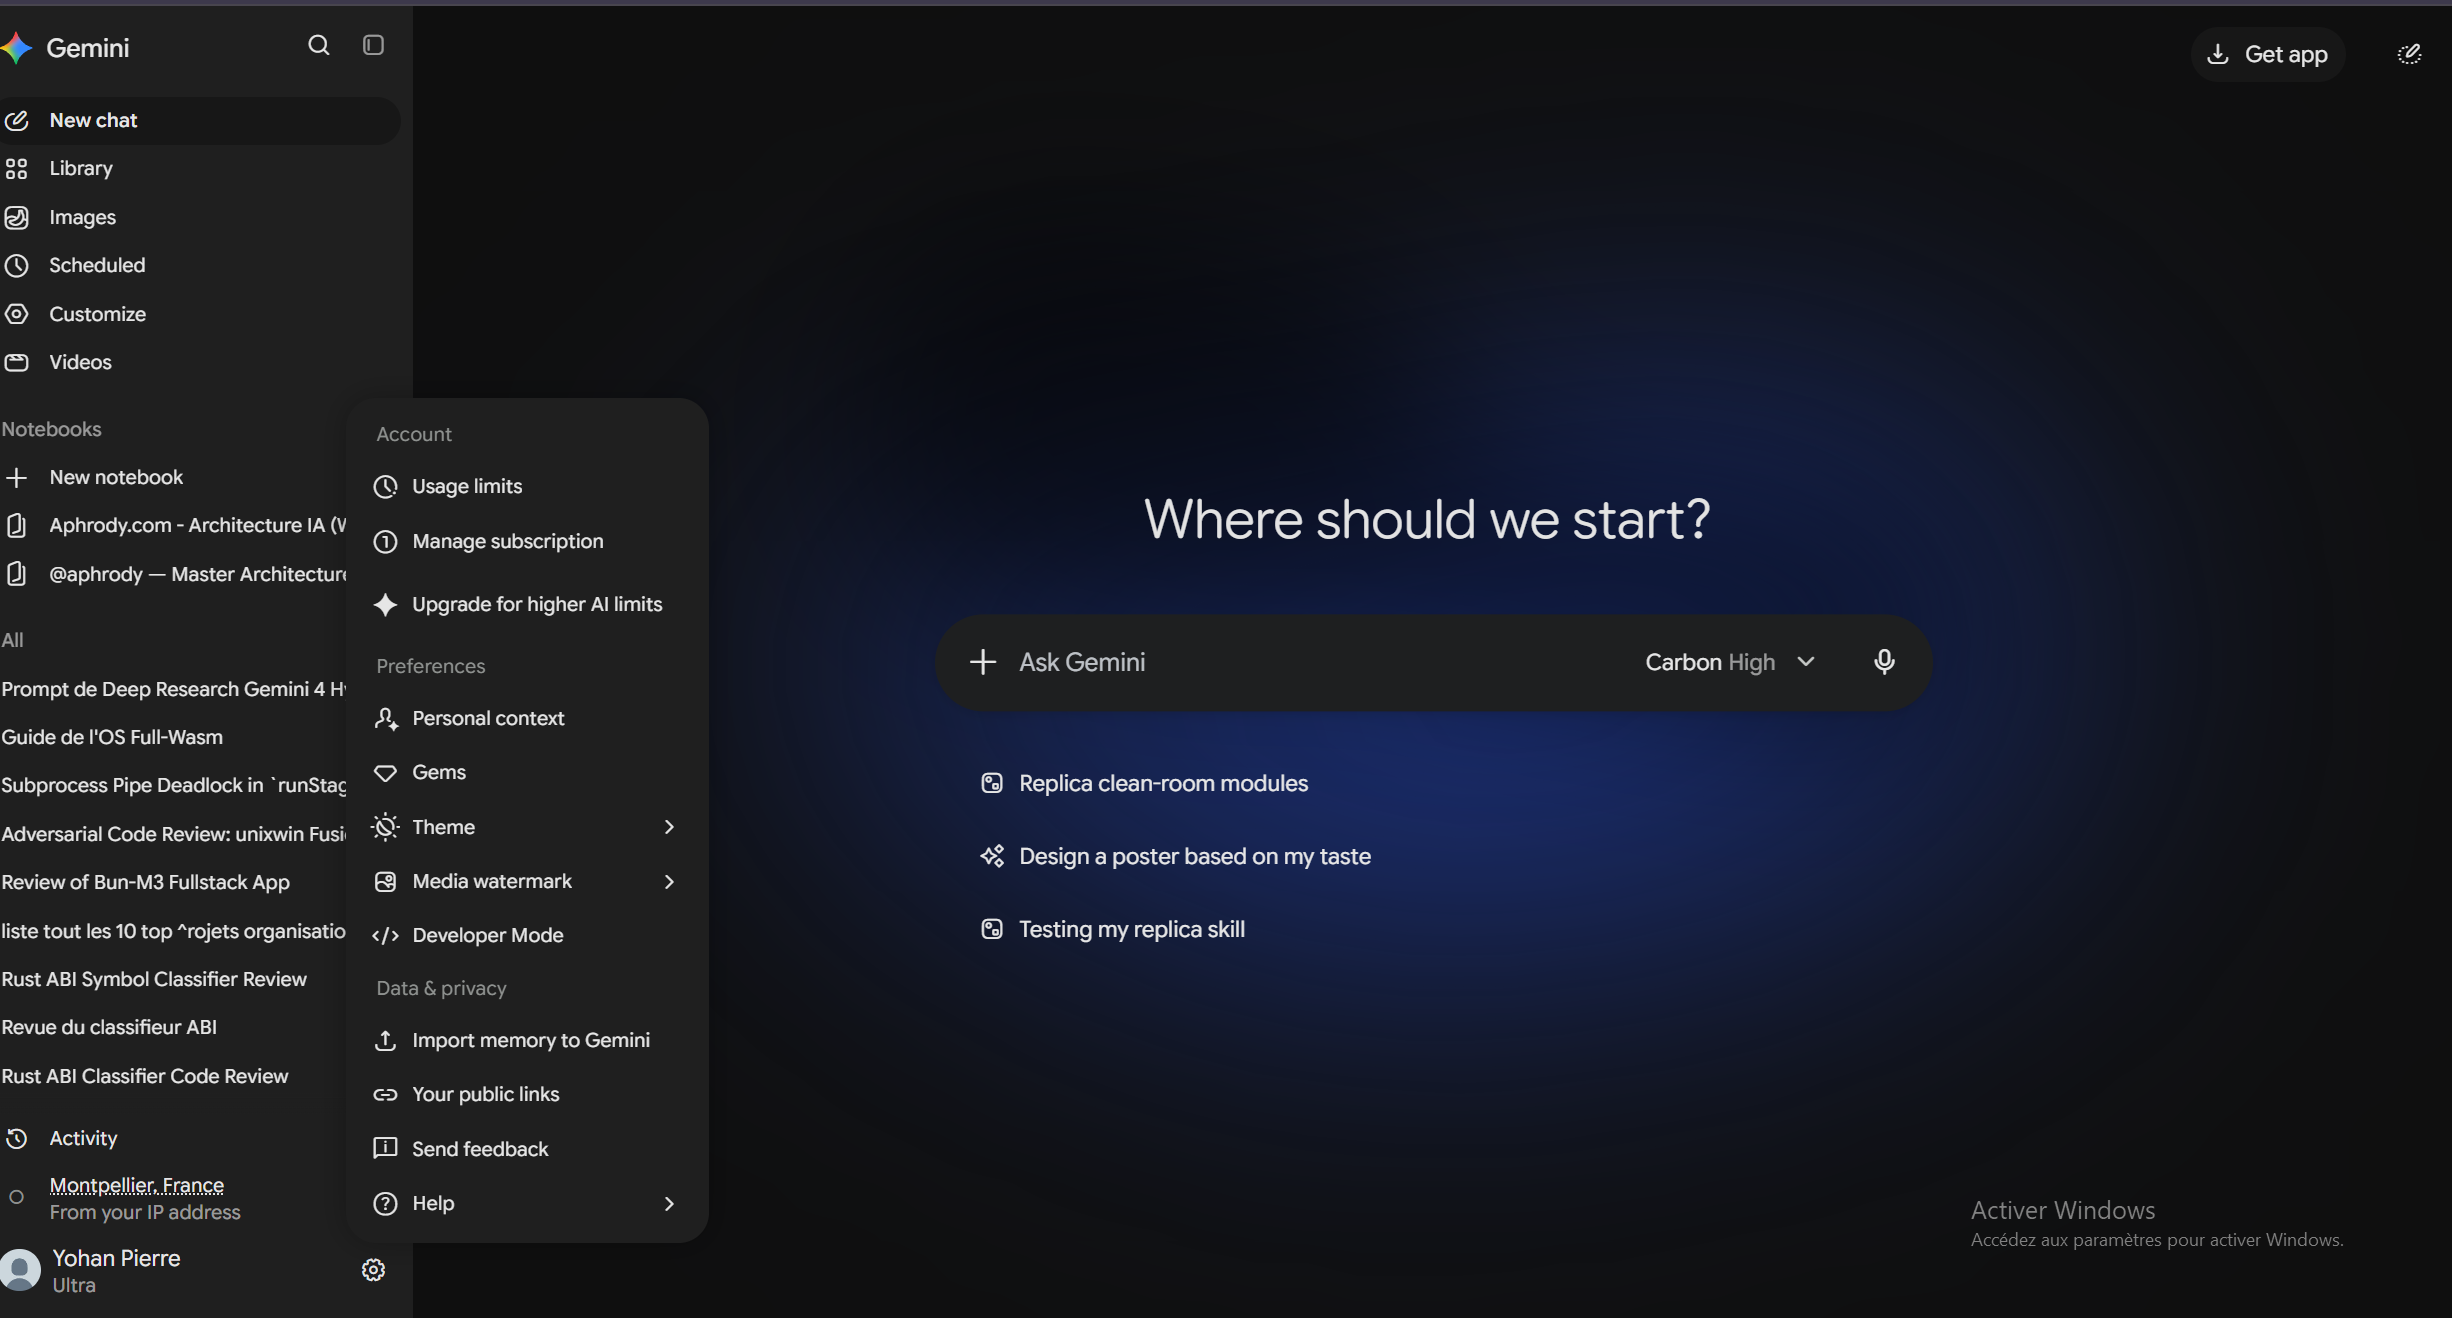 Gemini
New chat
Library
Images
Scheduled
Customize
Videos
Notebooks
New notebook
Aphrody.com - Architecture IA (
@aphrody — Master Architecture
All
Prompt de Deep Research Gemini 4
Guide de l'OS Full-Wasm
Subprocess Pipe Deadlock in `runStag
Adversarial Code Review: unixwin Fusi
Review of Bun-M3 Fullstack App
liste tout les 10 top ^rojets organisatio
Rust ABI Symbol Classifier Review
Revue du classifieur ABI
Rust ABI Classifier Code Review
Activity
Montpellier, France
From your IP address
Yohan Pierre
Ultra
Account
Usage limits
Manage subscription
Upgrade for higher AI limits
Preferences
Personal context
Gems
Theme
Media watermark
Developer Mode
Data & privacy
Import memory to Gemini
Your public links
Send feedback
Help
Get app
Where should we start?
Ask Gemini
Carbon High
Replica clean-room modules
Design a poster based on my taste
Testing my replica skill
Activer Windows
Accédez aux paramètres pour activer Windows.